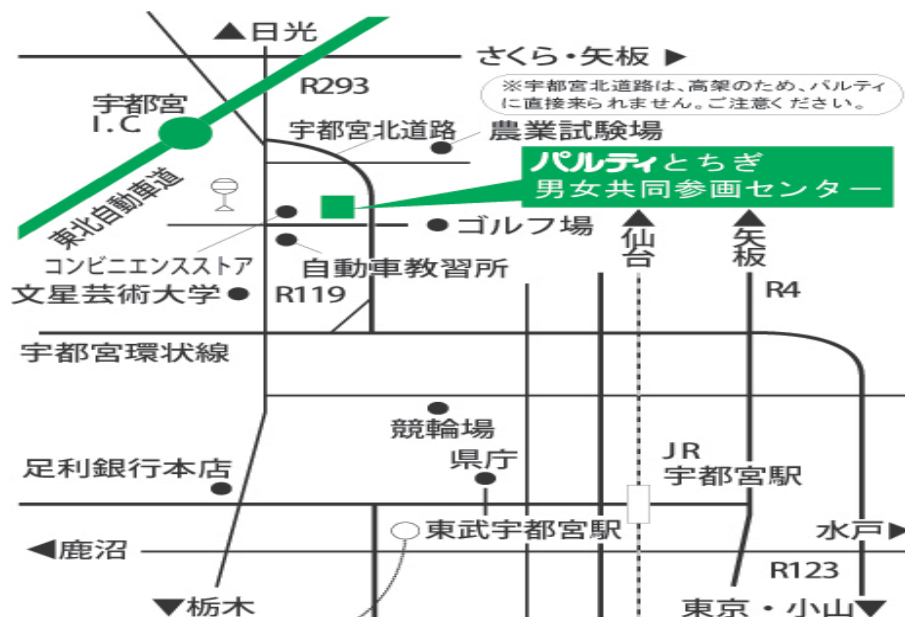 ▲日光
さくら・矢板 ▶
R293
※宇都宮北道路は、高架のため、パルティ
に直接来られません。ご注意ください。
宇都宮
I.C
宇都宮北道路
農業試験場
パルティとちぎ
男女共同参画センター
東北自動車道
ゴルフ場
▲仙台
▲矢板
コンビニエンスストア
自動車教習所
文星芸術大学
R119
R4
宇都宮環状線
競輪場
足利銀行本店
県庁
JR
宇都宮駅
東武宇都宮駅
水戸▶
◀鹿沼
R123
▼栃木
東京・小山▼